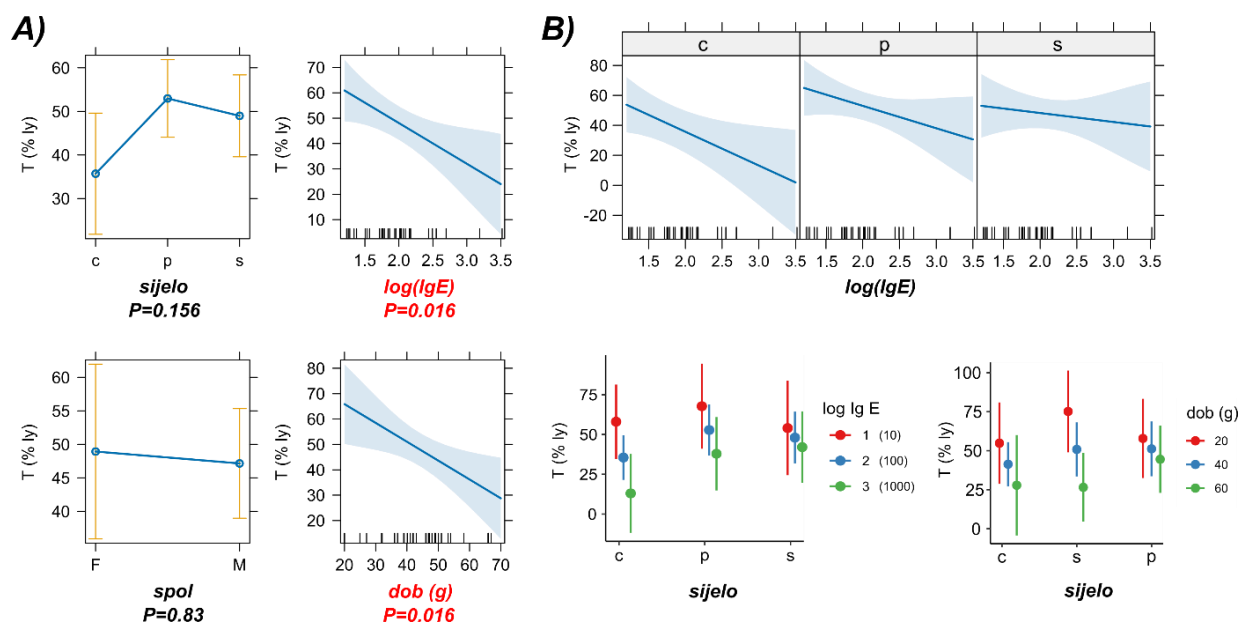 A)
60
50
40
30
T (% ly)
c p s
sijelo
P=0.156
70
60
50
40
30
20
10
T (% ly)
1.5 2.0 2.5 3.0 3.5
log(IgE)
P=0.016
65
60
55
50
45
40
T (% ly)
F M
spol
P=0.83
80
70
60
50
40
30
20
T (% ly)
20 30 40 50 60 70
dob (g)
P=0.016
B)
c p s
80
60
40
20
0
-20
T (% ly)
1.5 2.0 2.5 3.0 3.5 1.5 2.0 2.5 3.0 3.5 1.5 2.0 2.5 3.0 3.5
log(IgE)
75
50
25
0
T (% ly)
c p s
sijelo
log Ig E
1 (10)
2 (100)
3 (1000)
100
75
50
25
0
T (% ly)
c s p
sijelo
dob (g)
20
40
60